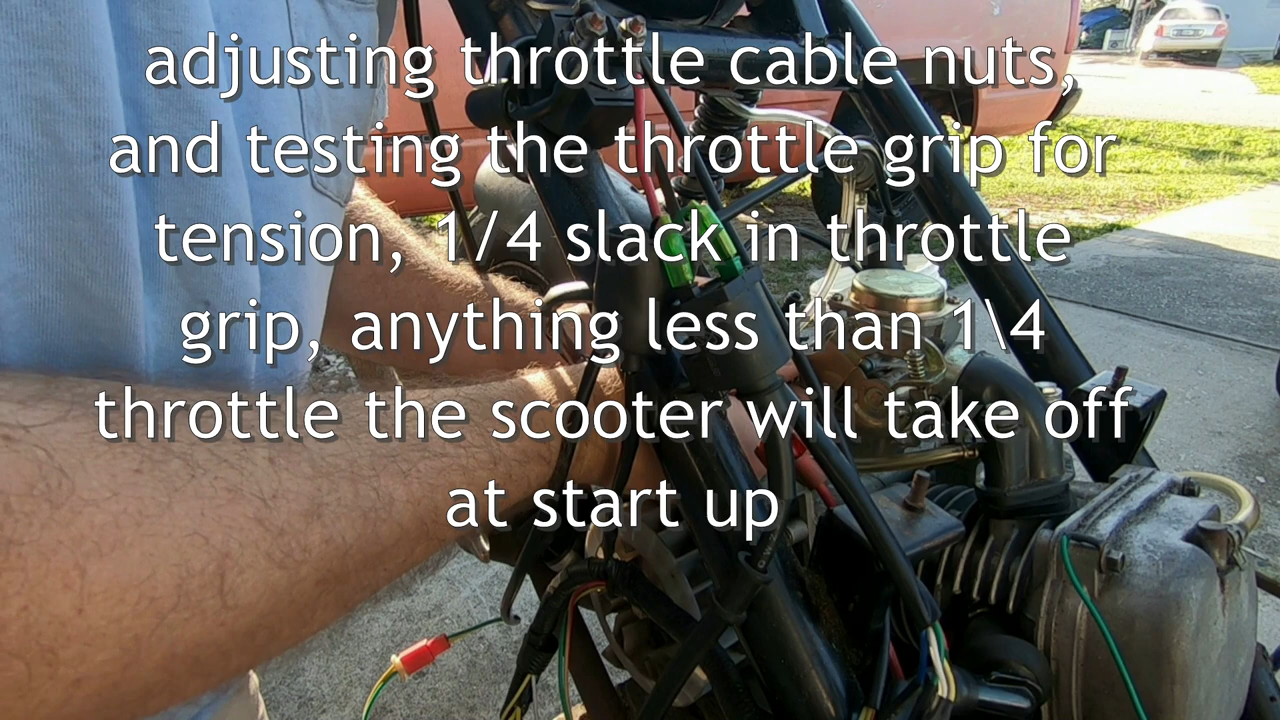 adjusting throttle cable nuts,
and testing the throttle grip for
tension, 1/4 slack in throttle
grip, anything less than 1\4
throttle the scooter will take off
at start up